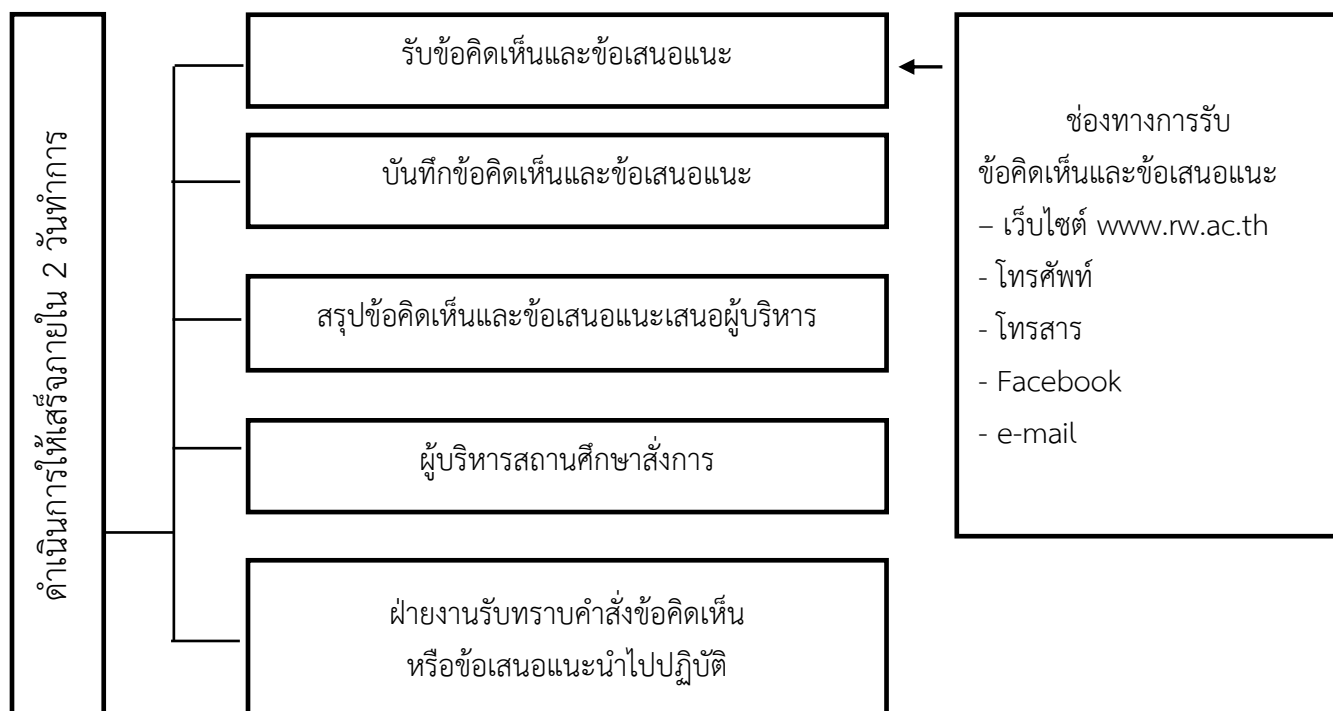 ดำเนินการให้เสร็จภายใน 2 วันทำการ
รับข้อคิดเห็นและข้อเสนอแนะ
บันทึกข้อคิดเห็นและข้อเสนอแนะ
สรุปข้อคิดเห็นและข้อเสนอแนะเสนอผู้บริหาร
ผู้บริหารสถานศึกษาสั่งการ
ฝ่ายงานรับทราบคำสั่งข้อคิดเห็น
หรือข้อเสนอแนะนำไปปฏิบัติ
ช่องทางการรับ
ข้อคิดเห็นและข้อเสนอแนะ
– เว็บไซต์ www.rw.ac.th
- โทรศัพท์
- โทรสาร
- Facebook
- e-mail